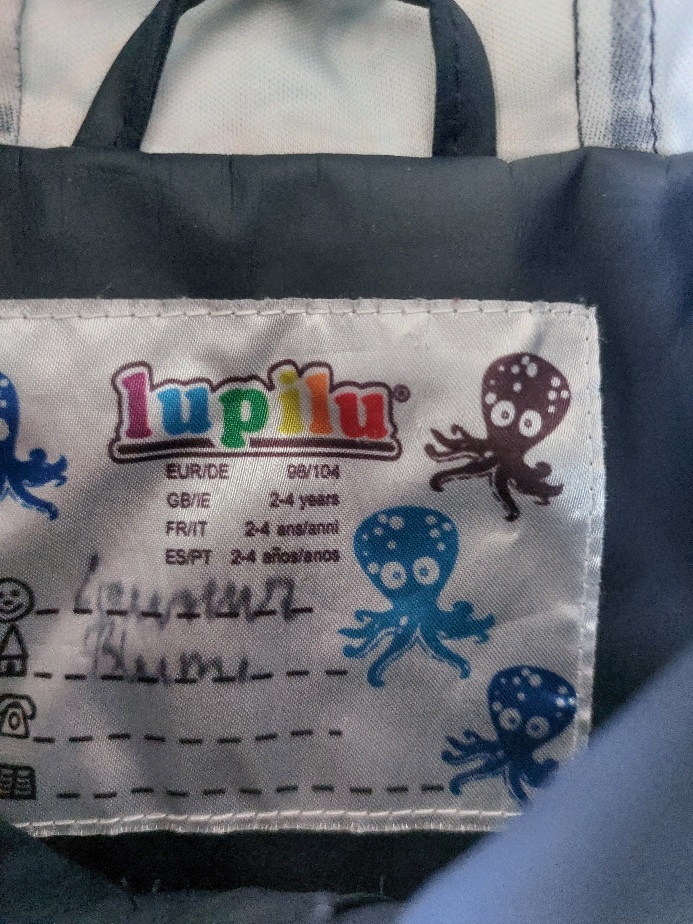 lupilu®
EUR/DE 98/104
GB/IE 2-4 years
FR/IT 2-4 ans/anni
ES/PT 2-4 años/anos